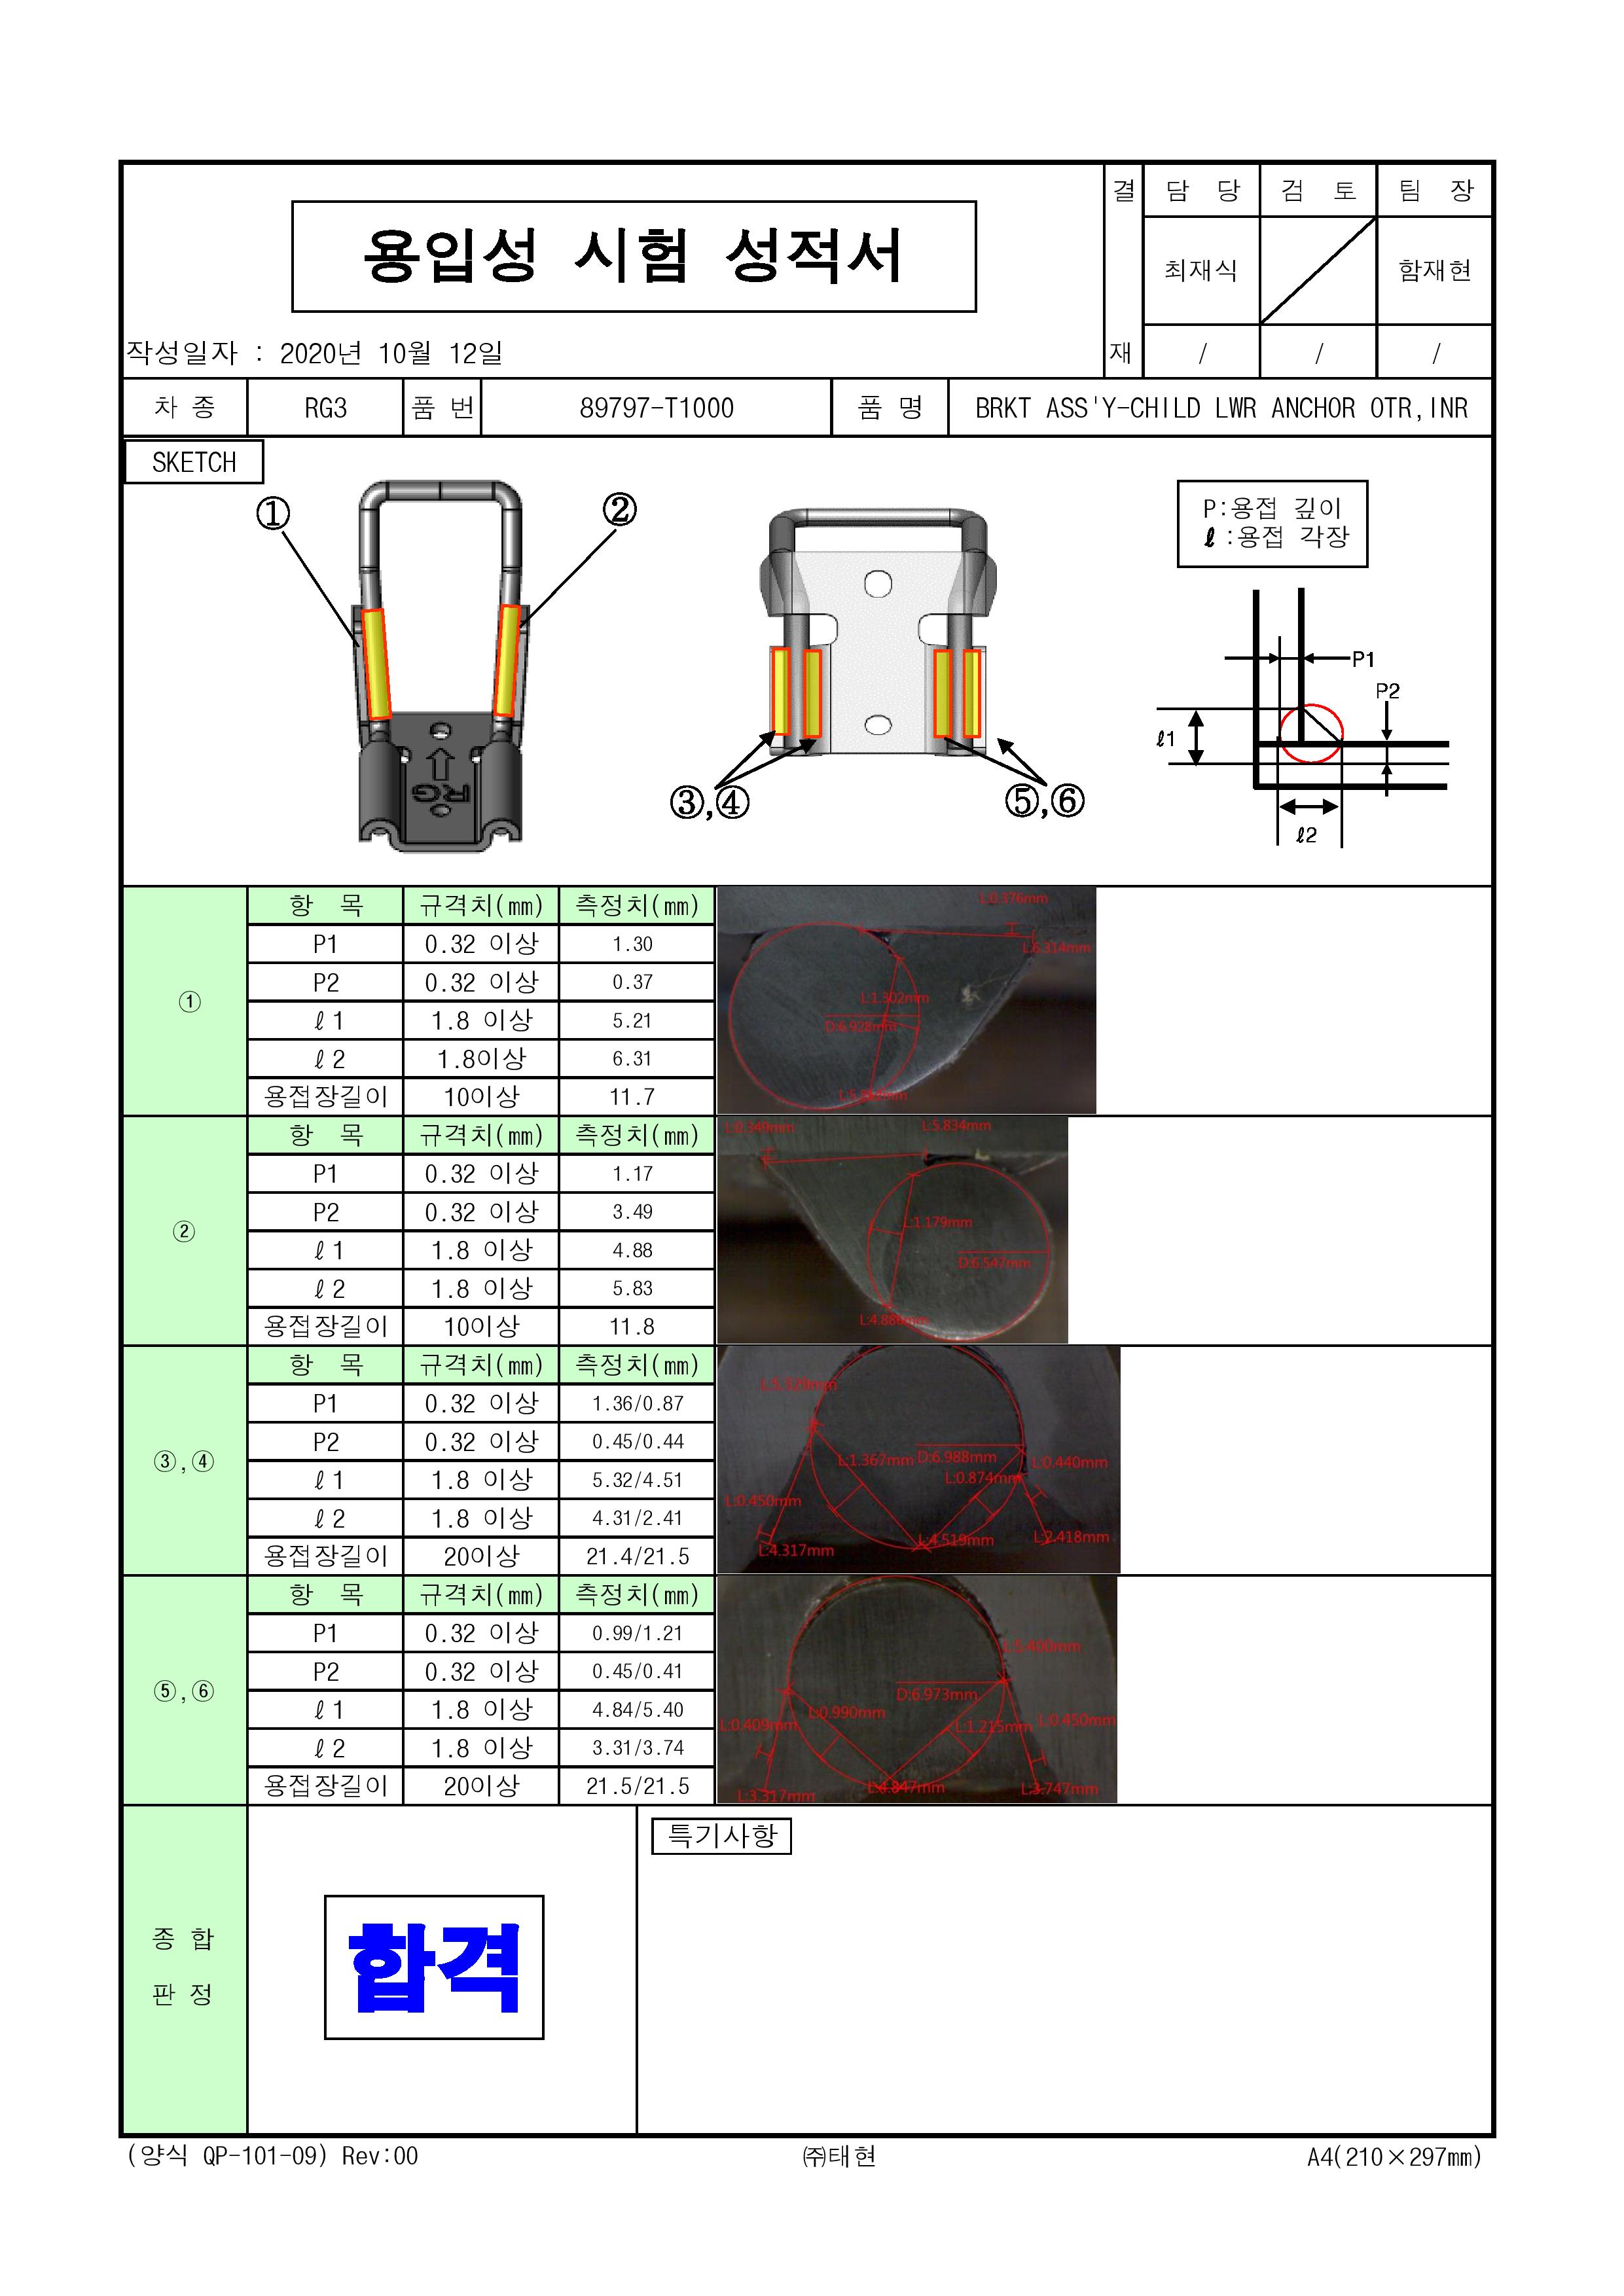 용입성 시험 성적서
결 재
담 당 검 토 팀 장
최재식 함재현
작성일자 : 2020년 10월 12일
/ / /
차 종 RG3 품 번 89797-T1000 품 명 BRKT ASS'Y-CHILD LWR ANCHOR OTR,INR
SKETCH
① ②
③,④ ⑤,⑥
P:용접 깊이
ℓ :용접 각장
P1
P2
ℓ1
ℓ2
①
항 목 규격치(㎜) 측정치(㎜)
P1 0.32 이상 1.30
P2 0.32 이상 0.37
ℓ1 1.8 이상 5.21
ℓ2 1.8이상 6.31
용접장길이 10이상 11.7
L:0.376mm
L:6.314mm
L:1.302mm
D:6.928mm
②
항 목 규격치(㎜) 측정치(㎜)
P1 0.32 이상 1.17
P2 0.32 이상 3.49
ℓ1 1.8 이상 4.88
ℓ2 1.8 이상 5.83
용접장길이 10이상 11.8
L:0.349mm
L:5.834mm
L:1.179mm
D:6.547mm
③,④
항 목 규격치(㎜) 측정치(㎜)
P1 0.32 이상 1.36/0.87
P2 0.32 이상 0.45/0.44
ℓ1 1.8 이상 5.32/4.51
ℓ2 1.8 이상 4.31/2.41
용접장길이 20이상 21.4/21.5
L:5.329mm
L:1.367mm D:6.988mm L:0.440mm
L:0.874mm
L:0.450mm
L:4.317mm L:4.519mm L:2.418mm
⑤,⑥
항 목 규격치(㎜) 측정치(㎜)
P1 0.32 이상 0.99/1.21
P2 0.32 이상 0.45/0.41
ℓ1 1.8 이상 4.84/5.40
ℓ2 1.8 이상 3.31/3.74
용접장길이 20이상 21.5/21.5
L:5.400mm
D:6.973mm
L:0.409mm L:0.990mm L:1.215mm L:0.450mm
L:3.317mm L:4.847mm L:3.747mm
종 합
판 정
합격
특기사항
(양식 QP-101-09) Rev:00 ㈜태현 A4(210×297㎜)